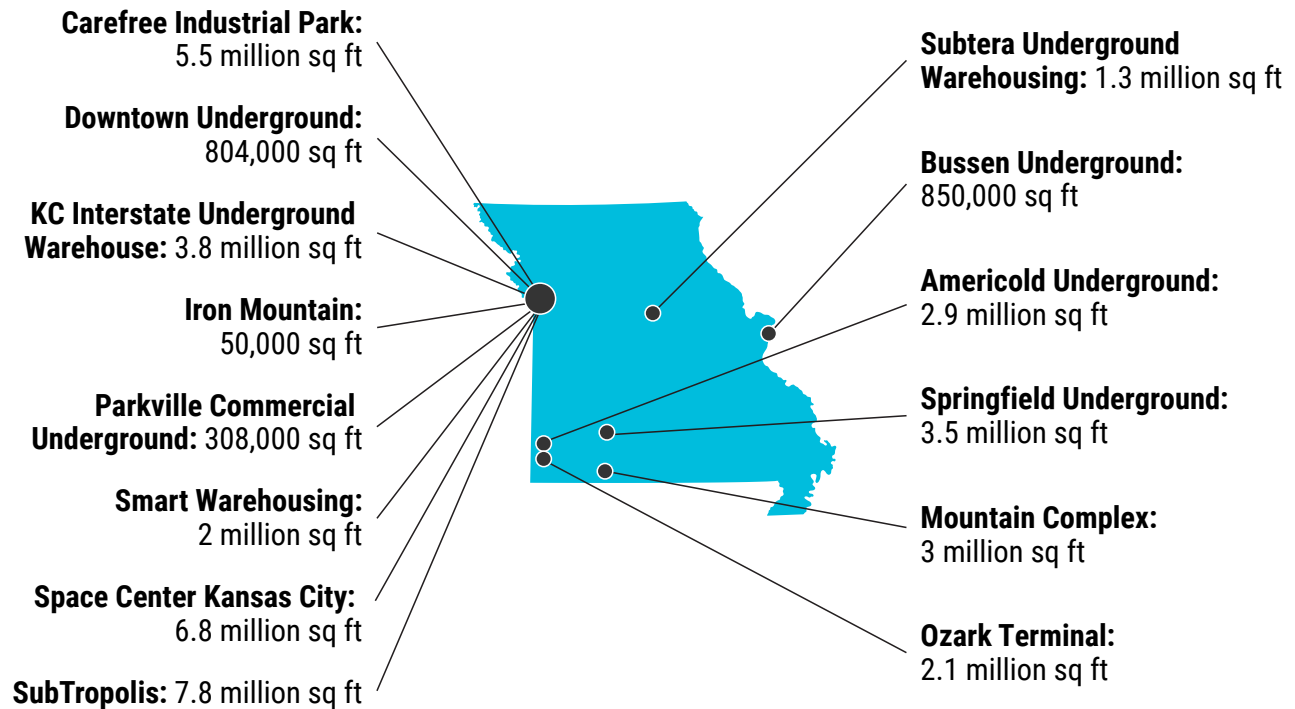 Carefree Industrial Park:
5.5 million sq ft
Downtown Underground:
804,000 sq ft
KC Interstate Underground
Warehouse: 3.8 million sq ft
Iron Mountain:
50,000 sq ft
Parkville Commercial
Underground: 308,000 sq ft
Smart Warehousing:
2 million sq ft
Space Center Kansas City:
6.8 million sq ft
SubTropolis: 7.8 million sq ft
Subtera Underground
Warehousing: 1.3 million sq ft
Bussen Underground:
850,000 sq ft
Americold Underground:
2.9 million sq ft
Springfield Underground:
3.5 million sq ft
Mountain Complex:
3 million sq ft
Ozark Terminal:
2.1 million sq ft